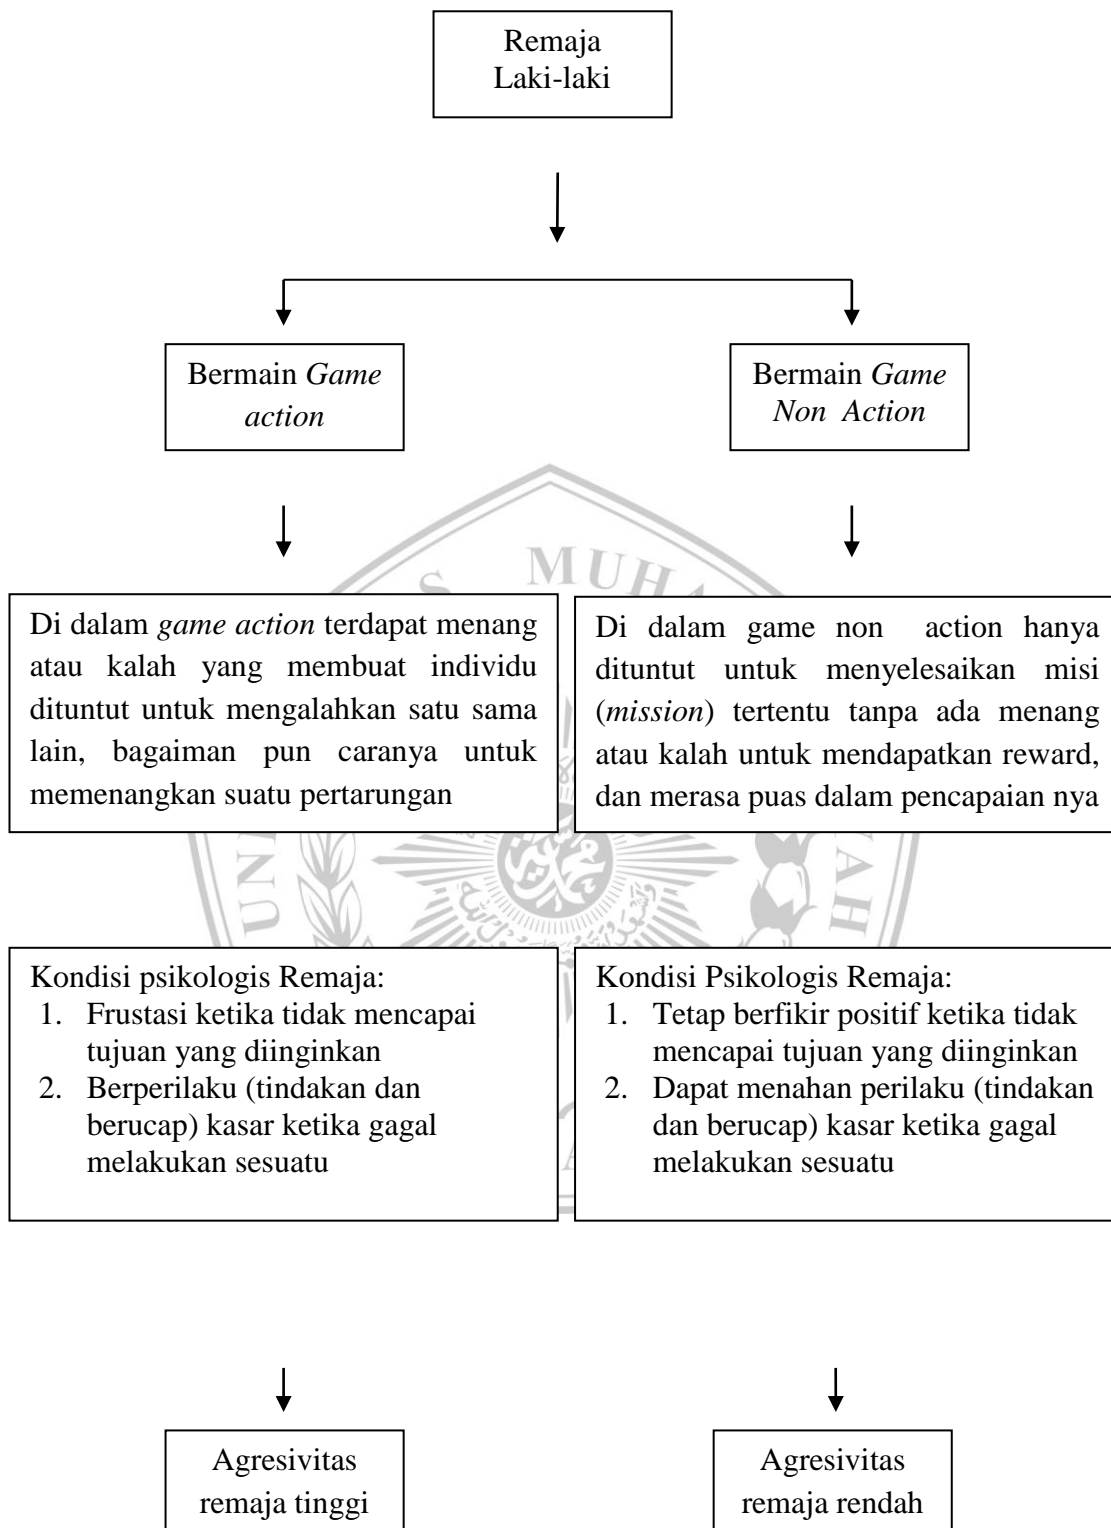 Remaja
Laki-laki
Bermain Game
action
Bermain Game
Non Action
Di dalam game action terdapat menang
atau kalah yang membuat individu
dituntut untuk mengalahkan satu sama
lain, bagaiman pun caranya untuk
memenangkan suatu pertarungan
Di dalam game non action hanya
dituntut untuk menyelesaikan misi
(mission) tertentu tanpa ada menang
atau kalah untuk mendapatkan reward,
dan merasa puas dalam pencapaian nya
Kondisi psikologis Remaja:
1. Frustasi ketika tidak mencapai
tujuan yang diinginkan
2. Berperilaku (tindakan dan
berucap) kasar ketika gagal
melakukan sesuatu
Kondisi Psikologis Remaja:
1. Tetap berfikir positif ketika tidak
mencapai tujuan yang diinginkan
2. Dapat menahan perilaku (tindakan
dan berucap) kasar ketika gagal
melakukan sesuatu
Agresivitas
remaja tinggi
Agresivitas
remaja rendah